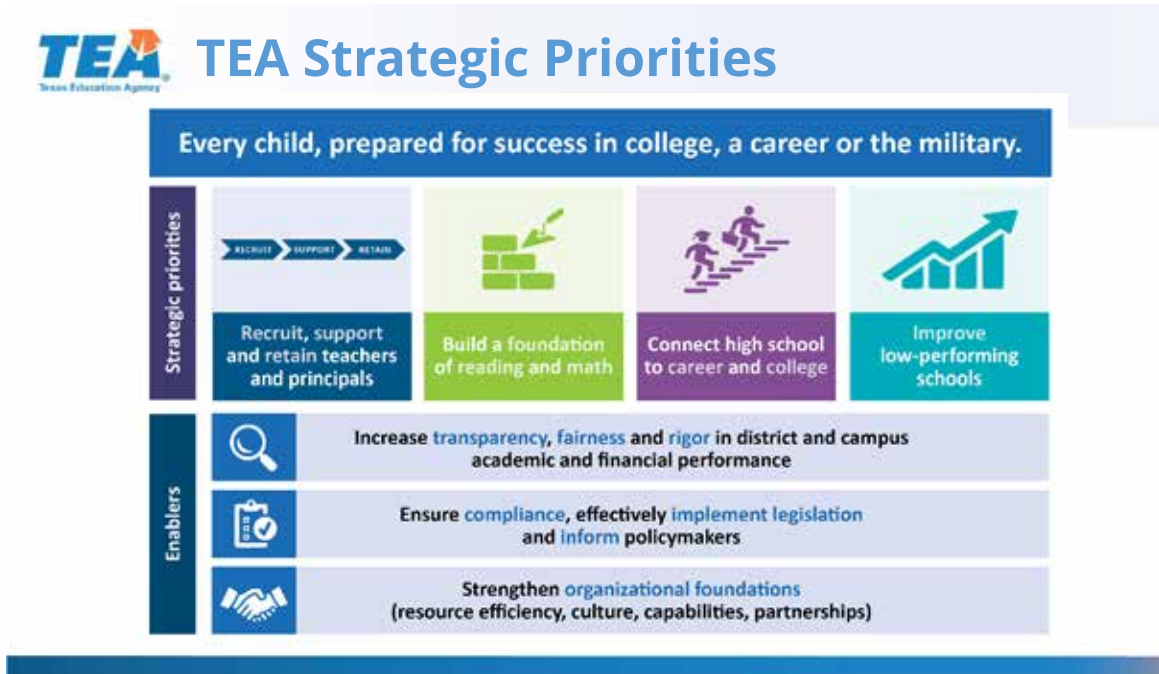 TEA
Texas Education Agency
TEA Strategic Priorities
Every child, prepared for success in college, a career or the military.
Strategic priorities
RECRUIT SUPPORT RETAIN
Recruit, support
and retain teachers
and principals
Build a foundation
of reading and math
Connect high school
to career and college
Improve
low-performing
schools
Enablers
Increase transparency, fairness and rigor in district and campus
academic and financial performance
Ensure compliance, effectively implement legislation
and inform policymakers
Strengthen organizational foundations
(resource efficiency, culture, capabilities, partnerships)